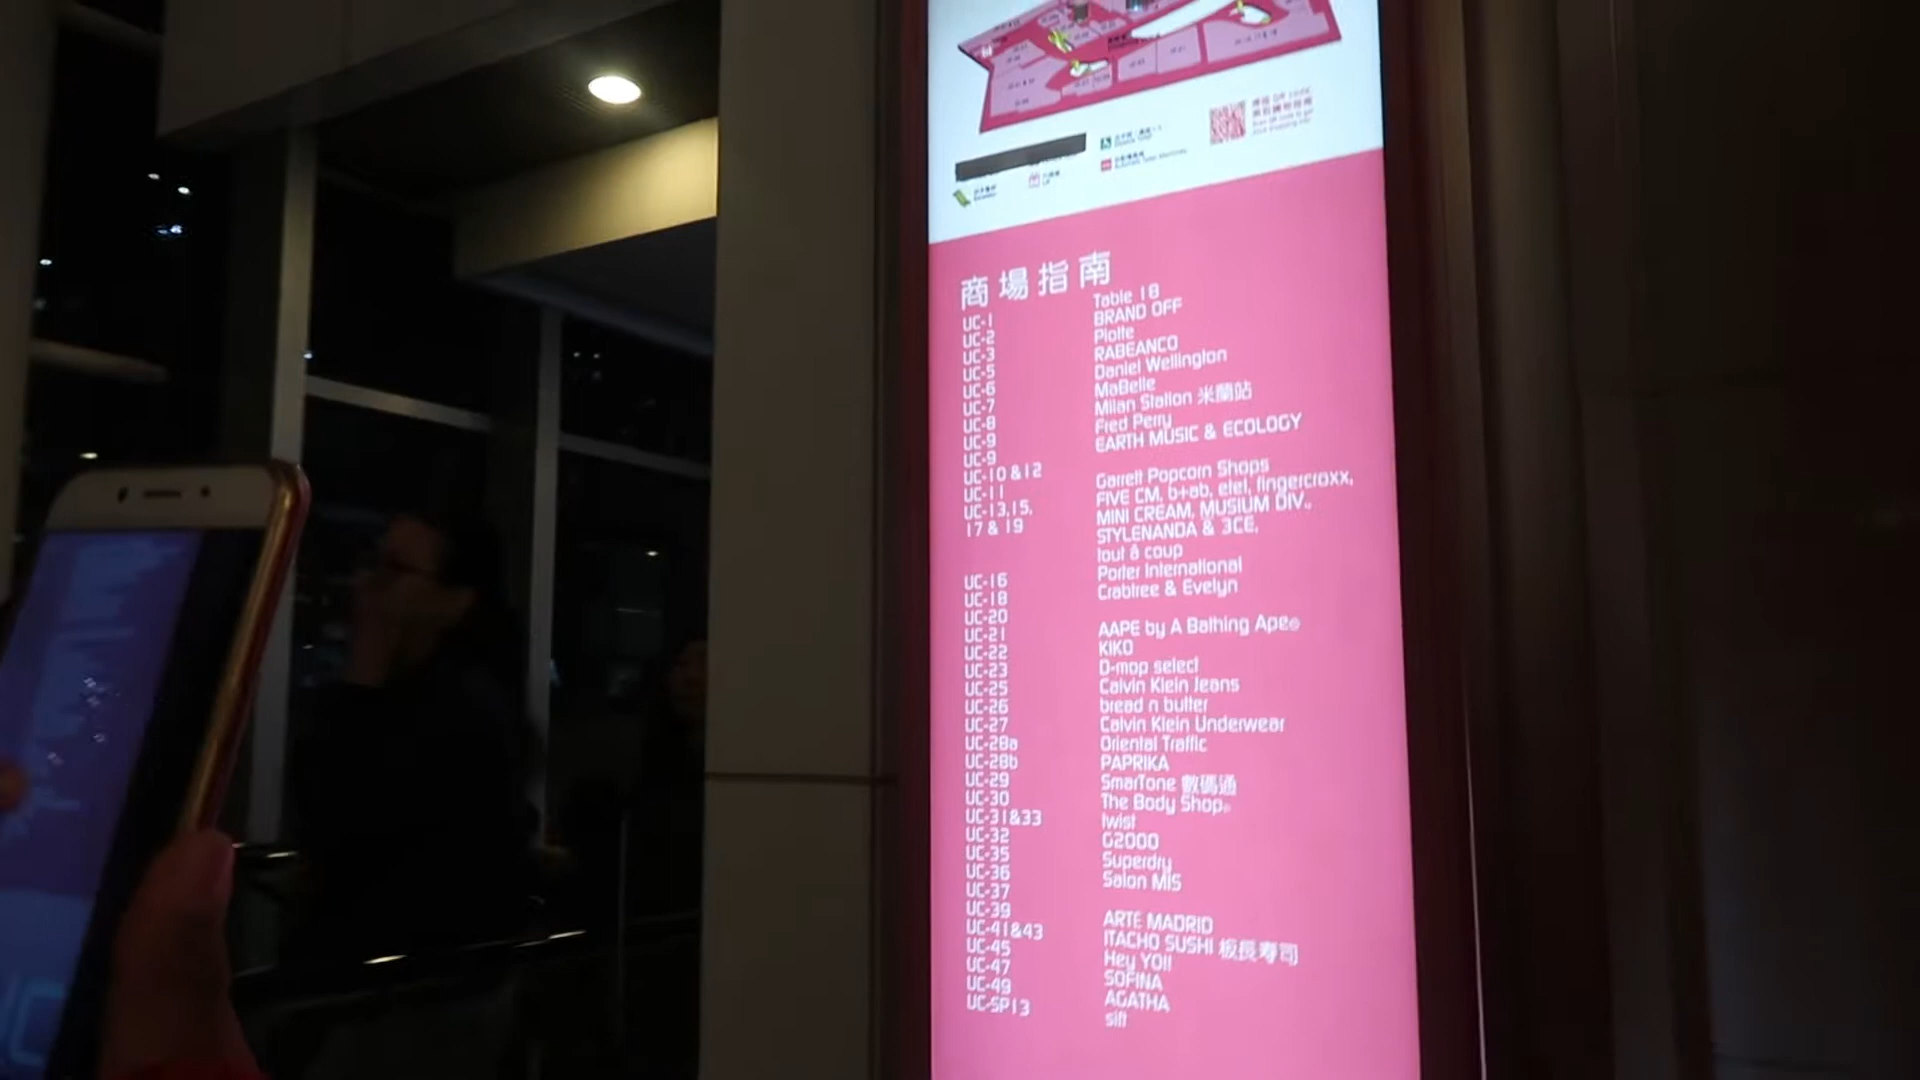 商場指南
UC-1
UC-2
UC-3
UC-5
UC-6
UC-7
UC-8
UC-9
UC-9
UC-10 &12
UC-11
UC-13,15,
17 & 19
UC-16
UC-18
UC-20
UC-21
UC-22
UC-23
UC-25
UC-26
UC-27
UC-28a
UC-28b
UC-29
UC-30
UC-31&33
UC-32
UC-35
UC-36
UC-37
UC-39
UC-41&43
UC-45
UC-47
UC-49
UC-SP13
Table 18
BRAND OFF
Plotte
RABEANCO
Daniel Wellington
MaBelle
Milan Station 米蘭站
Fred Perry
EARTH MUSIC & ECOLOGY
Garrett Popcorn Shops
FIVE CM, b+ab, ete!, fingercroxx,
MINI CREAM, MUSIUM DIV.,
STYLENANDA & 3CE,
tout à coup
Porter International
Crabtree & Evelyn
AAPE by A Bathing Ape®
KIKO
D-mop select
Calvin Klein Jeans
bread n butter
Calvin Klein Underwear
Oriental Traffic
PAPRIKA
SmarTone 數碼通
The Body Shop®
twist
G2000
Superdry
Salon MIS
ARTE MADRID
ITACHO SUSHI 板長寿司
Hey YO!!
SOFINA
AGATHA
sift